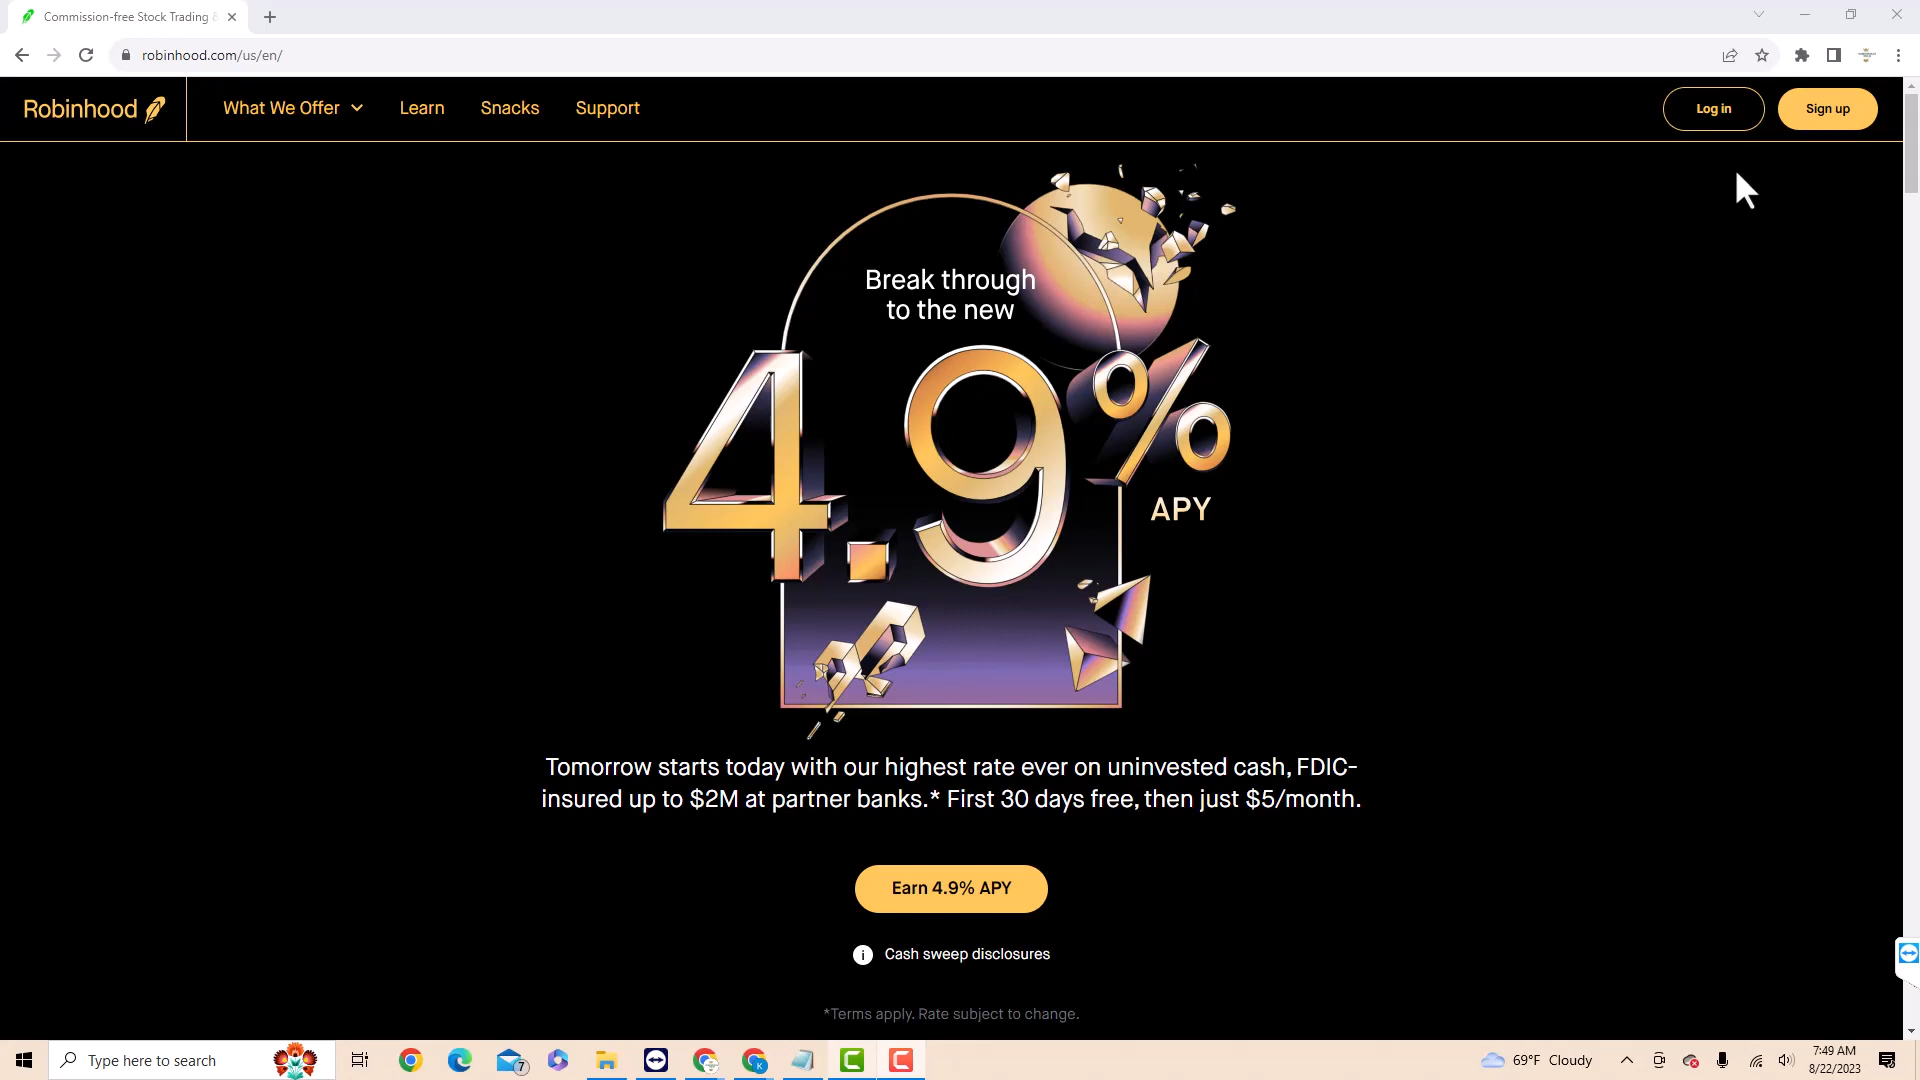 Commission-free Stock Trading &
robinhood.com/us/en/
Robinhood
What We Offer
Learn
Snacks
Support
Log in
Sign up
Break through
to the new
4.9%
APY
Tomorrow starts today with our highest rate ever on uninvested cash, FDIC-
insured up to $2M at partner banks.* First 30 days free, then just $5/month.
Earn 4.9% APY
i Cash sweep disclosures
*Terms apply. Rate subject to change.
Type here to search
7
K
69°F Cloudy
7:49 AM
8/22/2023